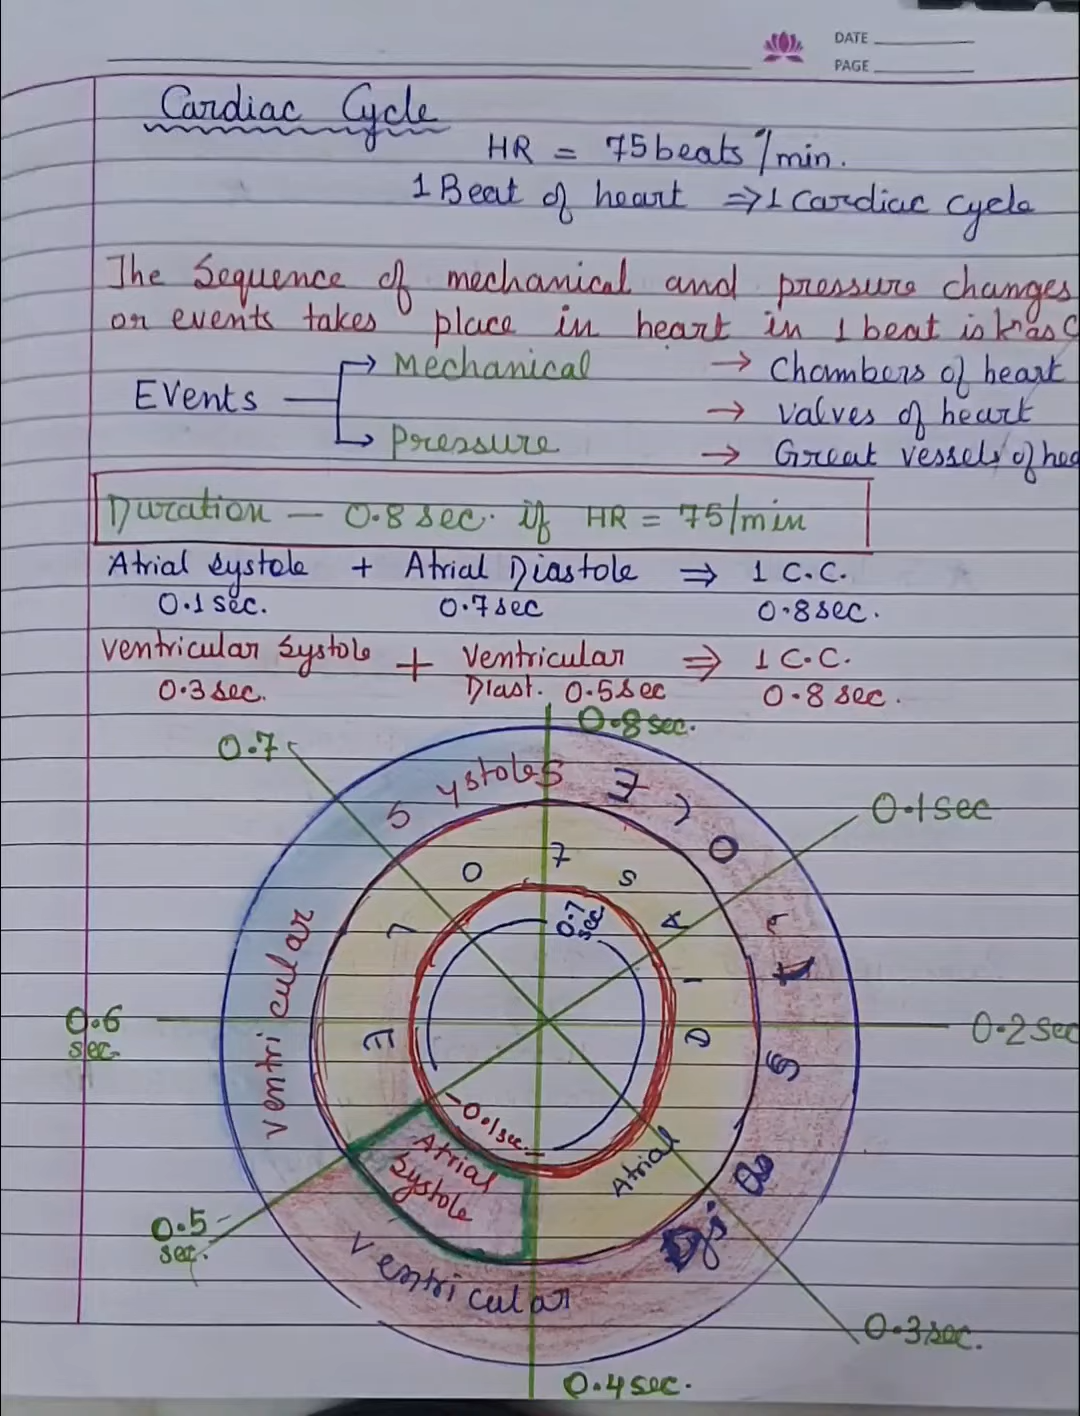 DATE
PAGE
Cardiac Cycle
HR = 75 beats/min.
1 Beat of heart ⇒ 1 Cardiac cycle
The Sequence of mechanical and pressure changes
or events takes place in heart in 1 beat is k'as C
Events → Mechanical → Chambers of heart
→ valves of heart
→ Pressure → Great vessels of hea
Duration — 0.8 sec. if HR = 75/min
Atrial systole + Atrial Diastole ⇒ 1 C.C.
0.1 sec. 0.7 sec 0.8 sec.
Ventricular Systole + Ventricular ⇒ 1 C.C.
0.3 sec. Diast. 0.5 sec 0.8 sec.
0.8 sec.
0.7
0.1 sec
0.2 sec
0.3 sec.
0.4 sec.
0.5 sec.
0.6 sec.
Ventricular Systoles
Atrial DIASTOLE
0.7 sec
-0.1 sec.
Atrial Systole
Ventricular